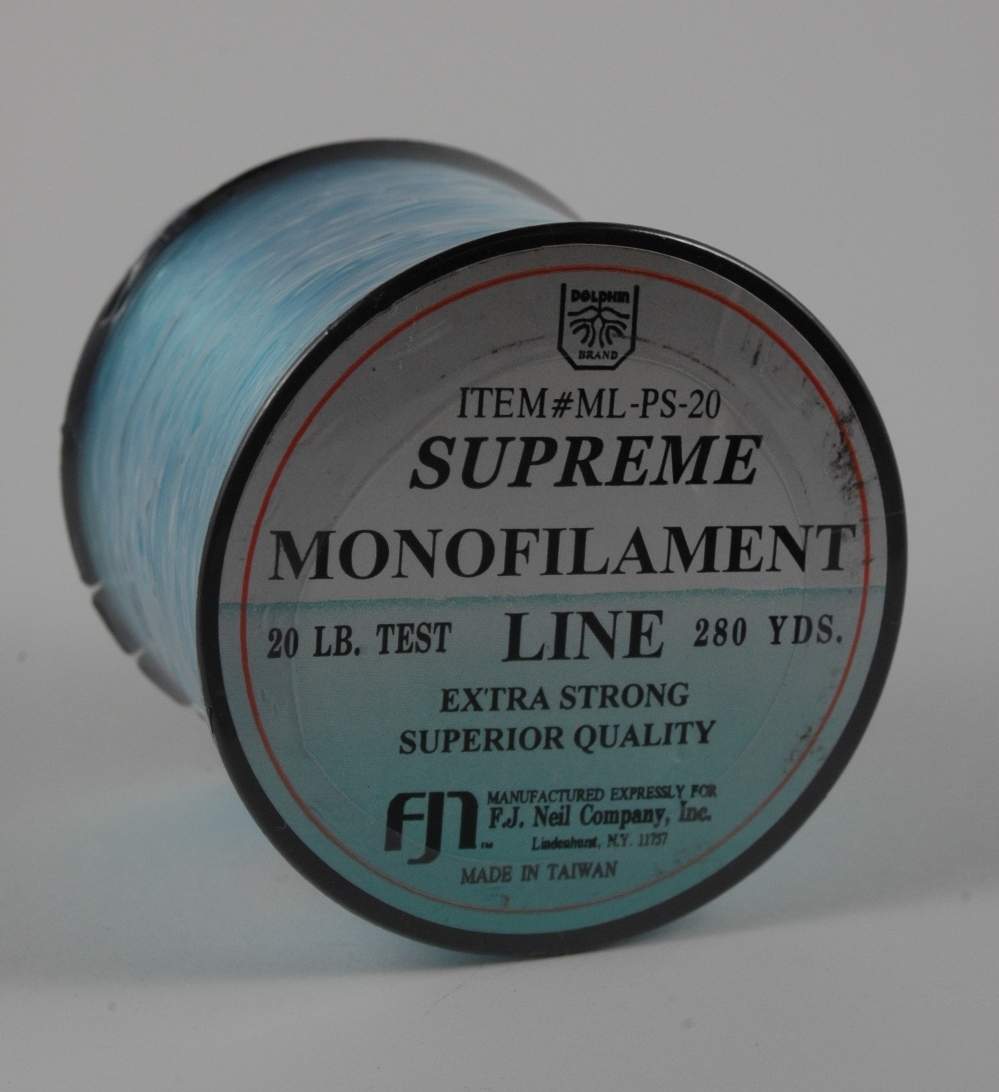 DOLPHIN
BRAND
ITEM#ML-PS-20
SUPREME
MONOFILAMENT
20 LB. TEST LINE 280 YDS.
EXTRA STRONG
SUPERIOR QUALITY
FJN™
MANUFACTURED EXPRESSLY FOR
F.J. Neil Company, Inc.
Lindenhurst, N.Y. 11757
MADE IN TAIWAN